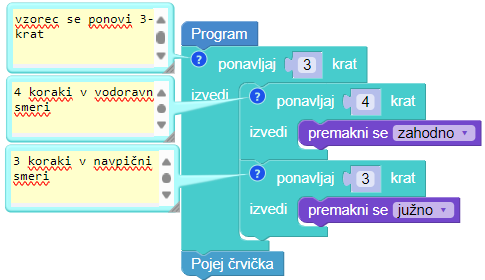 vzorec se ponovi 3-
krat
Program
ponavljaj 3 krat
izvedi
4 koraki v vodoravn
smeri
ponavljaj 4 krat
izvedi premakni se zahodno
3 koraki v navpični
smeri
ponavljaj 3 krat
izvedi premakni se južno
Pojej črvička